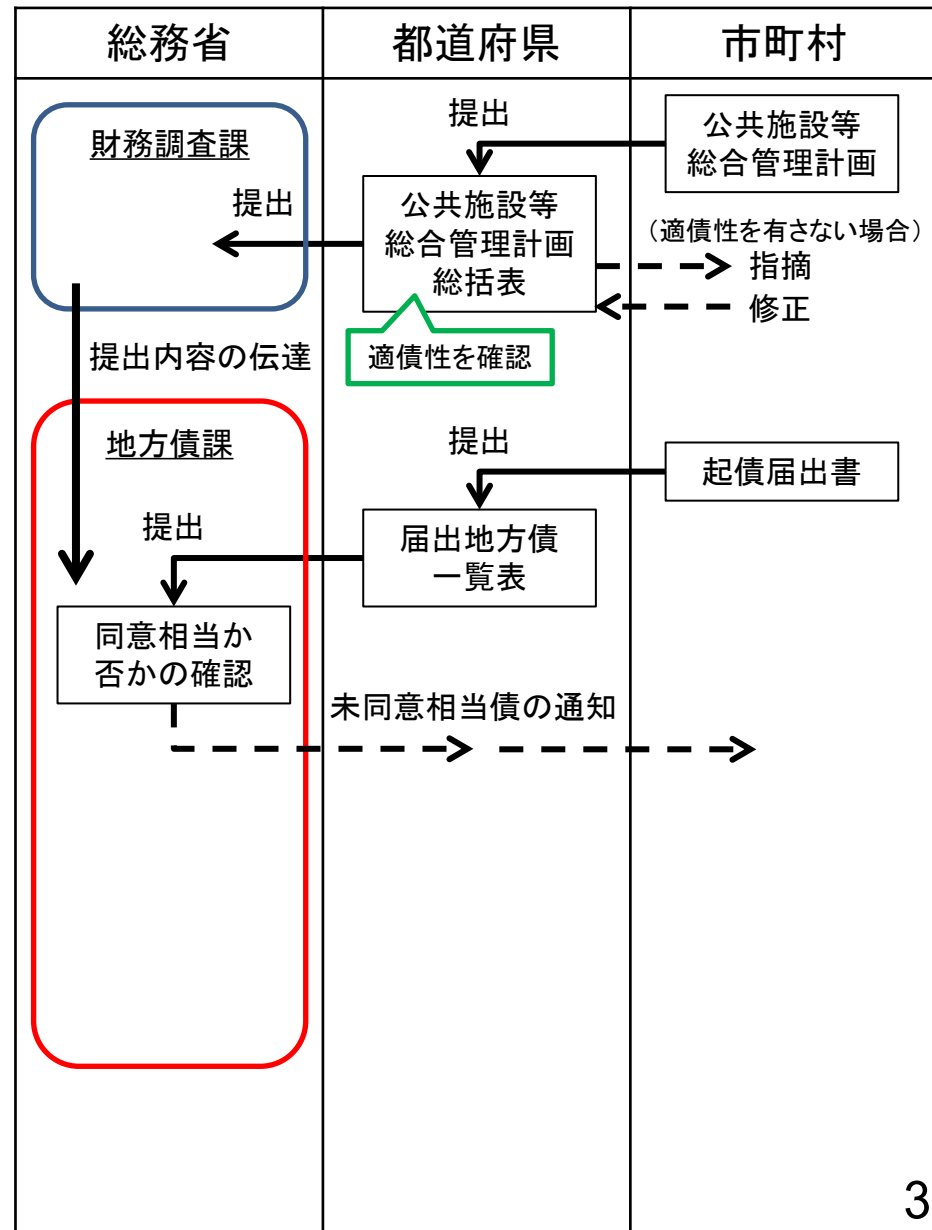 総務省
都道府県
市町村
財務調査課
提出
公共施設等
総合管理計画
提出
公共施設等
総合管理計画
総括表
(適債性を有さない場合)
指摘
修正
適債性を確認
提出内容の伝達
地方債課
提出
起債届出書
提出
届出地方債
一覧表
同意相当か
否かの確認
未同意相当債の通知
3